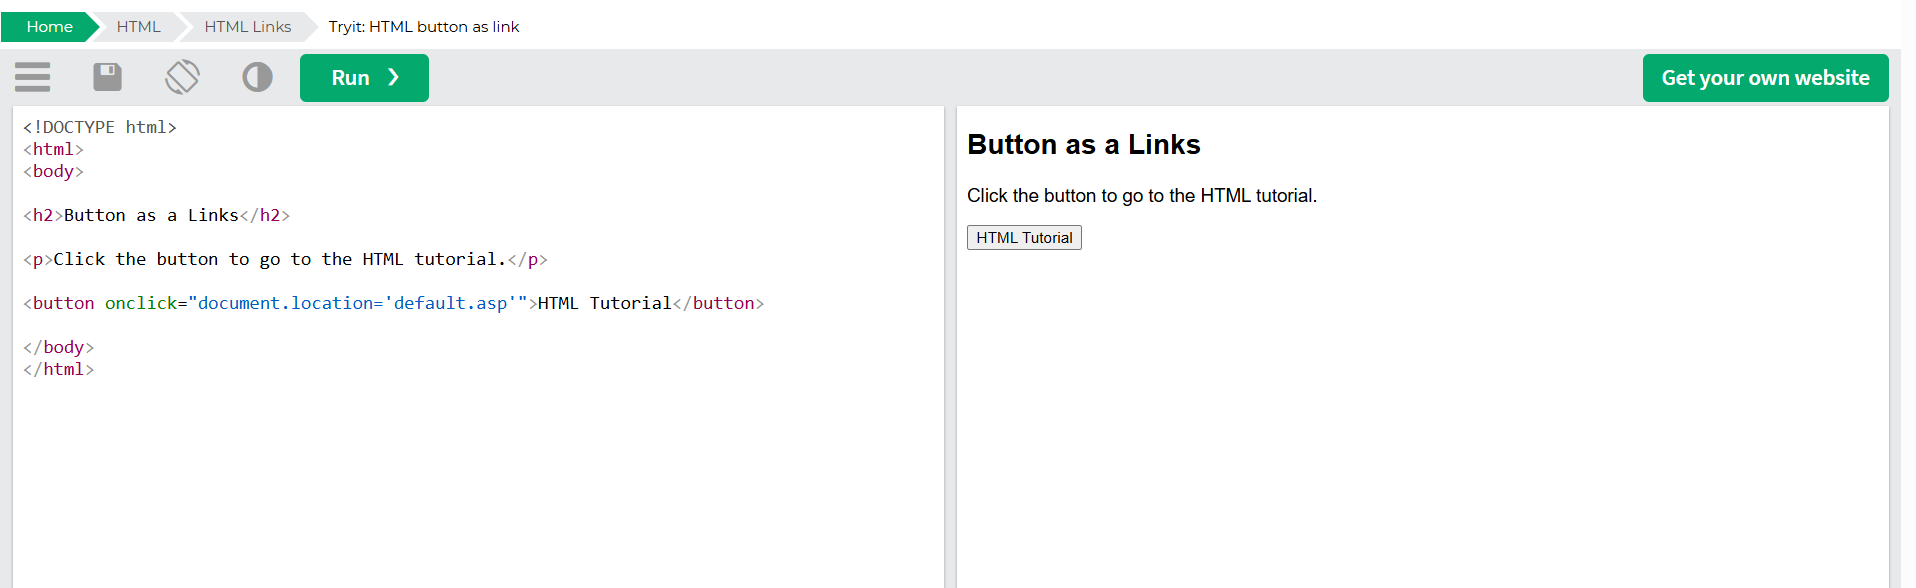 Home HTML HTML Links Tryit: HTML button as link
Run ❯
Get your own website
<!DOCTYPE html>
<html>
<body>
<h2>Button as a Links</h2>
<p>Click the button to go to the HTML tutorial.</p>
<button onclick="document.location='default.asp'">HTML Tutorial</button>
</body>
</html>
Button as a Links
Click the button to go to the HTML tutorial.
HTML Tutorial